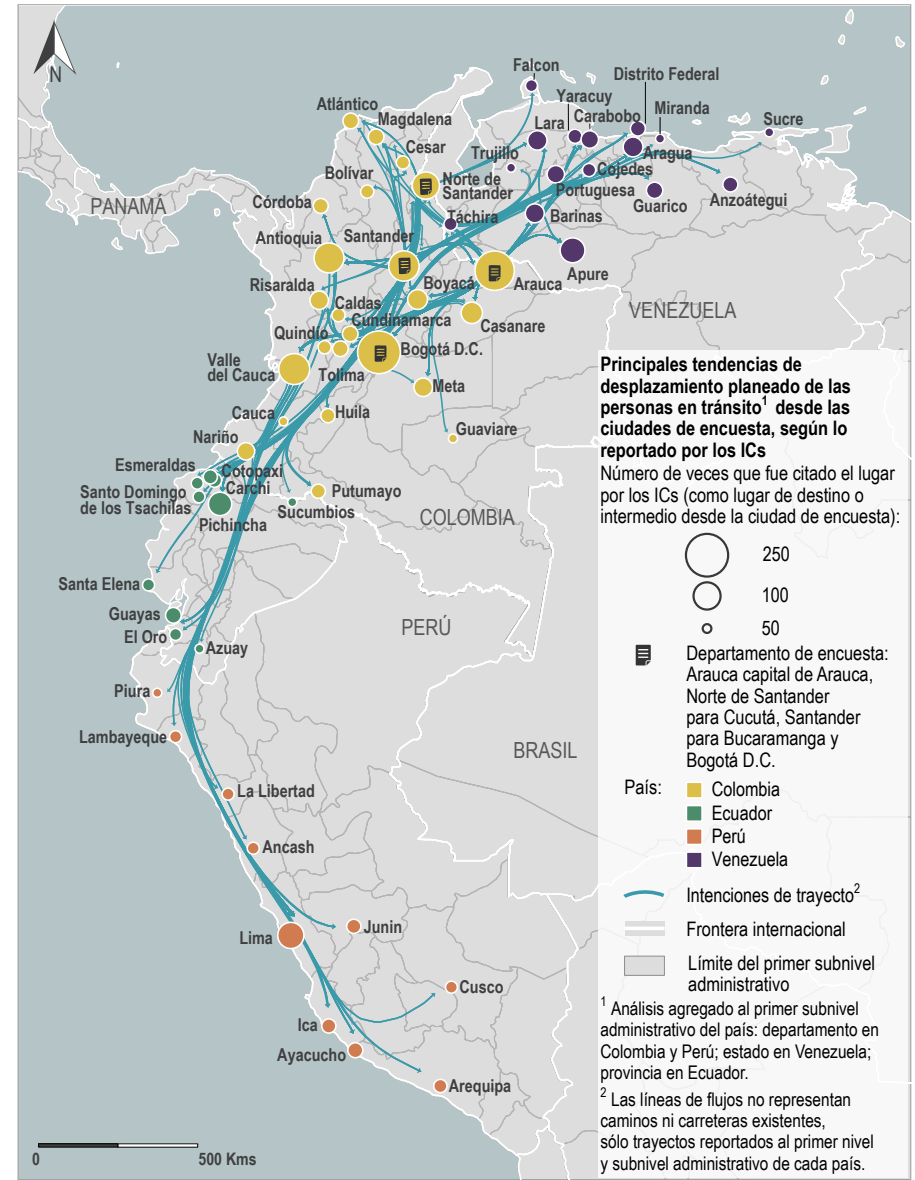 N
Falcon
Distrito Federal
Atlántico
Yaracuy
Magdalena
Lara
Carabobo
Miranda
Sucre
Cesar
Trujillo
Aragua
Bolívar
Norte de
Santander
Cojedes
Portuguesa
Guarico
Anzoátegui
PANAMÁ
Córdoba
Táchira
Barinas
Antioquia
Santander
Apure
Risaralda
Boyacá
Arauca
VENEZUELA
Caldas
Cundinamarca
Casanare
Quindío
Bogotá D.C.
Valle
del Cauca
Tolima
Meta
Cauca
Huila
Guaviare
Nariño
Esmeraldas
Cotopaxi
Carchi
Santo Domingo
de los Tsachilas
Putumayo
Pichincha
Sucumbios
COLOMBIA
Santa Elena
Guayas
El Oro
Azuay
PERÚ
Piura
Lambayeque
BRASIL
La Libertad
Ancash
Lima
Junin
Cusco
Ica
Ayacucho
Arequipa
0
500 Kms
Principales tendencias de
desplazamiento planeado de las
personas en tránsito1 desde las
ciudades de encuesta, según lo
reportado por los ICs
Número de veces que fue citado el lugar
por los ICs (como lugar de destino o
intermedio desde la ciudad de encuesta):
250
100
50
Departamento de encuesta:
Arauca capital de Arauca,
Norte de Santander
para Cucutá, Santander
para Bucaramanga y
Bogotá D.C.
País:
Colombia
Ecuador
Perú
Venezuela
Intenciones de trayecto2
Frontera internacional
Límite del primer subnivel
administrativo
1 Análisis agregado al primer subnivel
administrativo del país: departamento en
Colombia y Perú; estado en Venezuela;
provincia en Ecuador.
2 Las líneas de flujos no representan
caminos ni carreteras existentes,
sólo trayectos reportados al primer nivel
y subnivel administrativo de cada país.